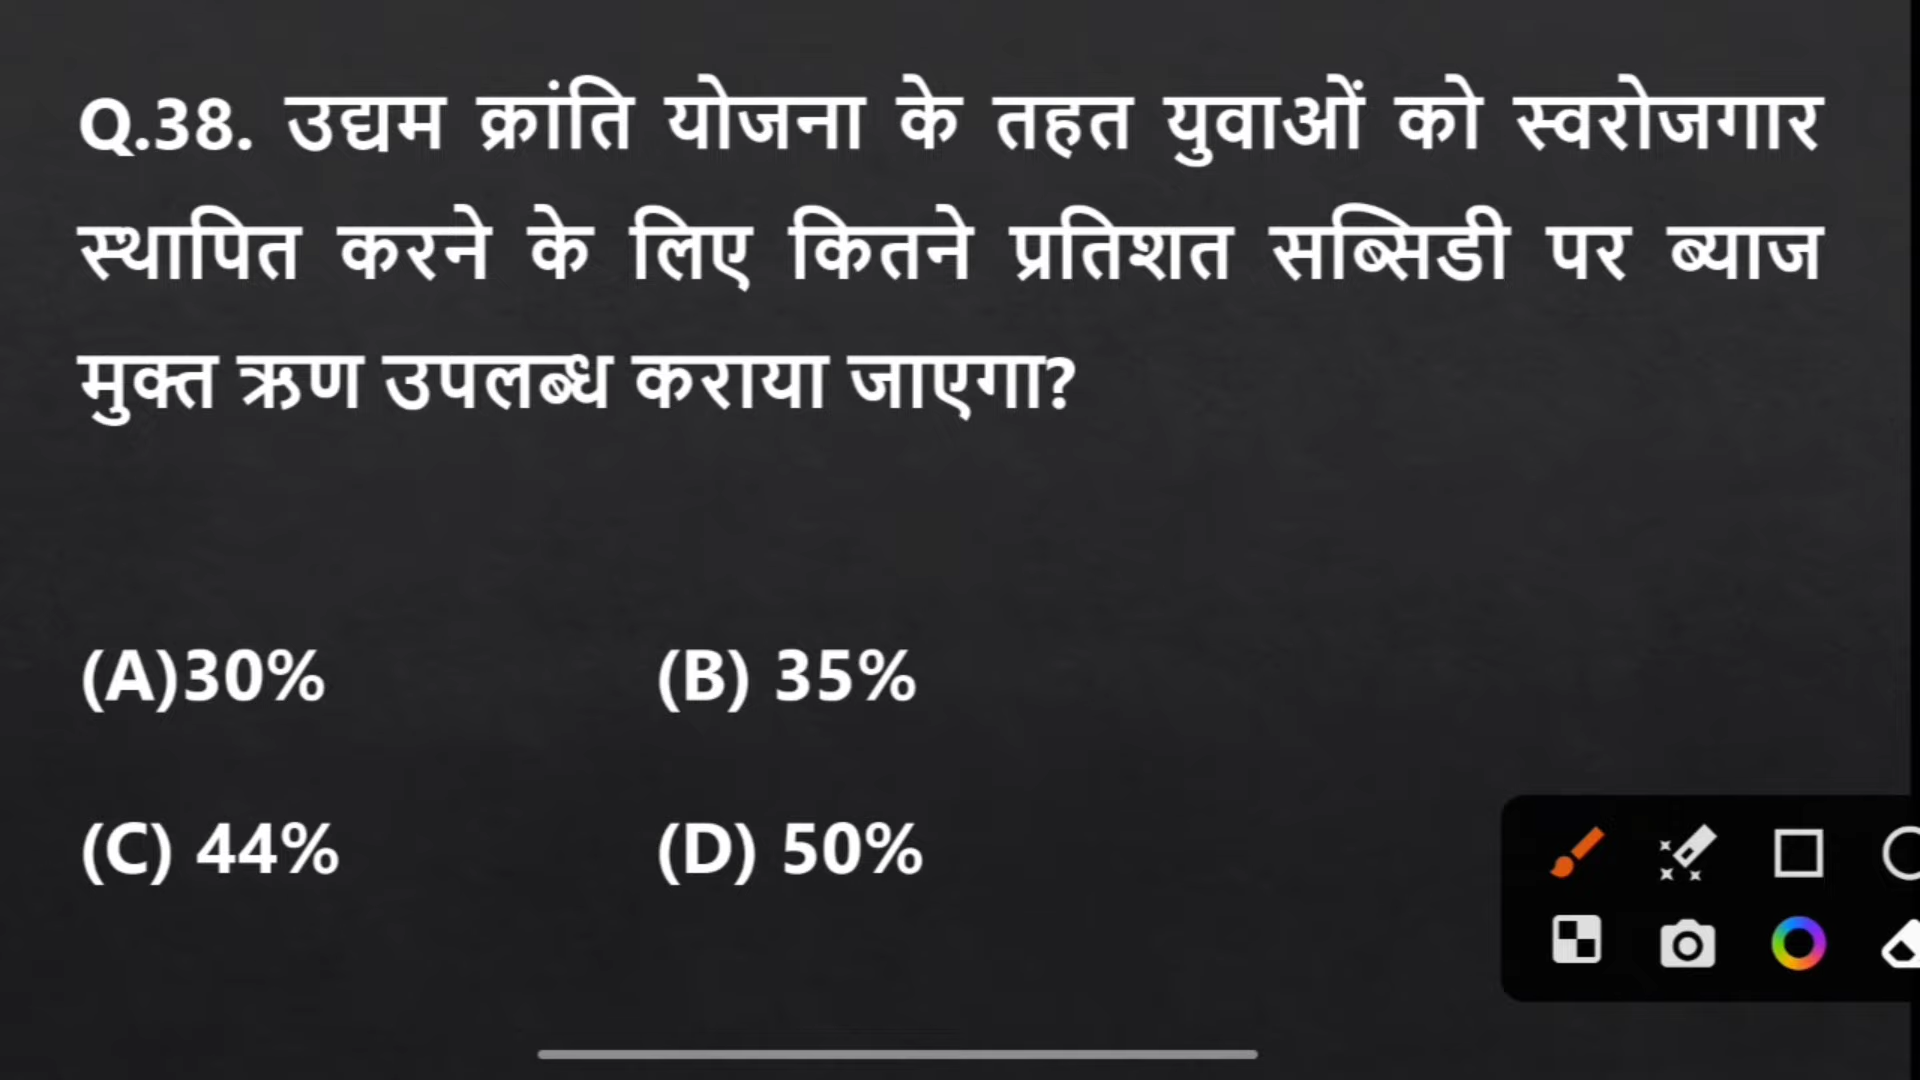 Q.38. उद्यम क्रांति योजना के तहत युवाओं को स्वरोजगार
स्थापित करने के लिए कितने प्रतिशत सब्सिडी पर ब्याज
मुक्त ऋण उपलब्ध कराया जाएगा?
(A)30% (B) 35%
(C) 44% (D) 50%